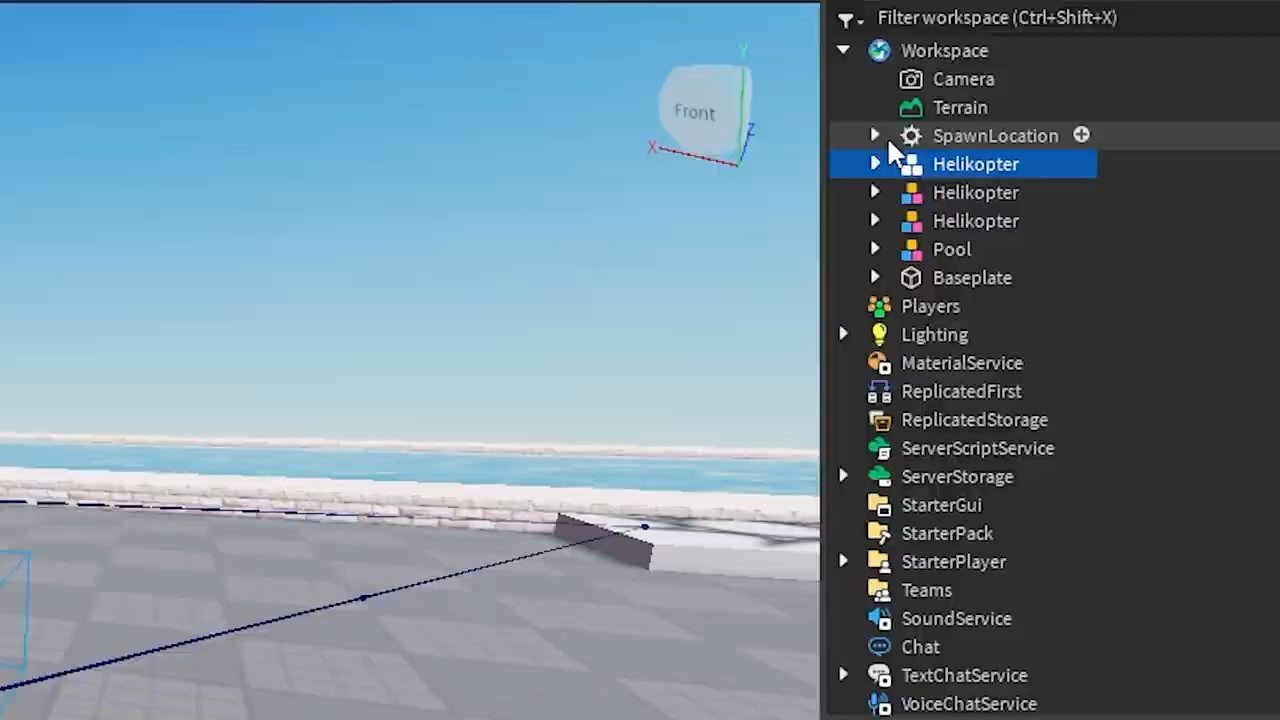 Filter workspace (Ctrl+Shift+X)
Workspace
Camera
Terrain
SpawnLocation
Helikopter
Helikopter
Helikopter
Pool
Baseplate
Players
Lighting
MaterialService
ReplicatedFirst
ReplicatedStorage
ServerScriptService
ServerStorage
StarterGui
StarterPack
StarterPlayer
Teams
SoundService
Chat
TextChatService
VoiceChatService
Y
Front
Z
X